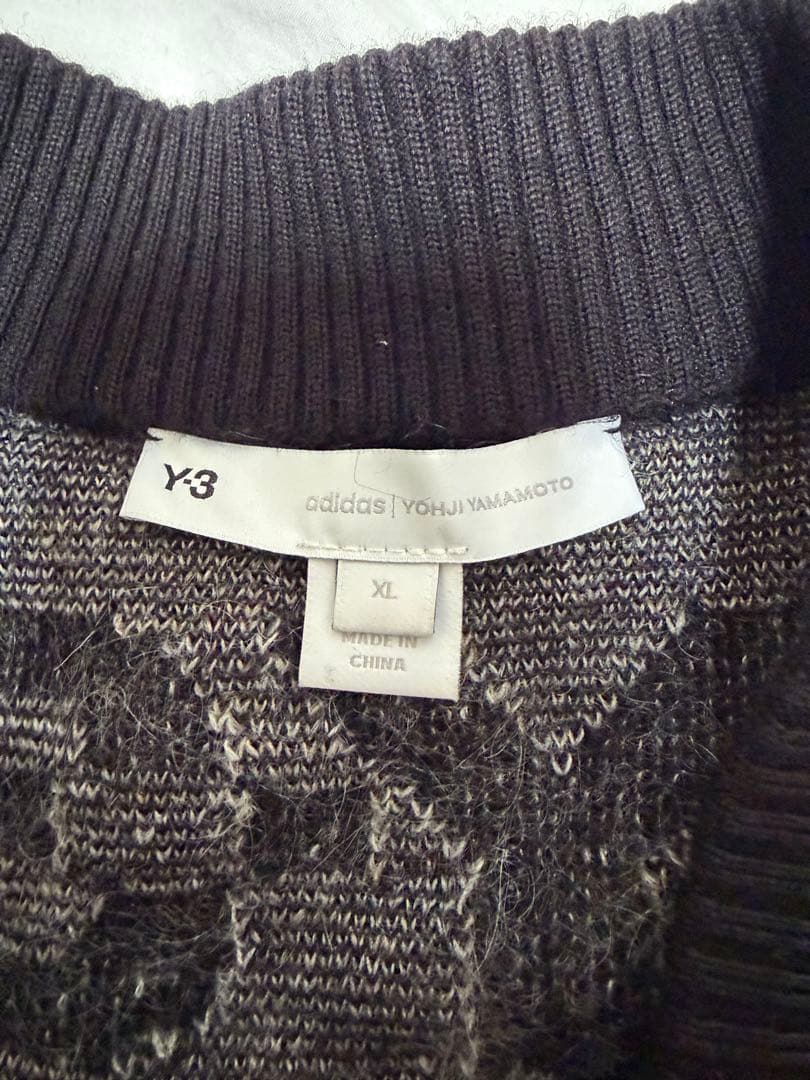 Y-3
adidas | YOHJI YAMAMOTO
XL
MADE IN
CHINA